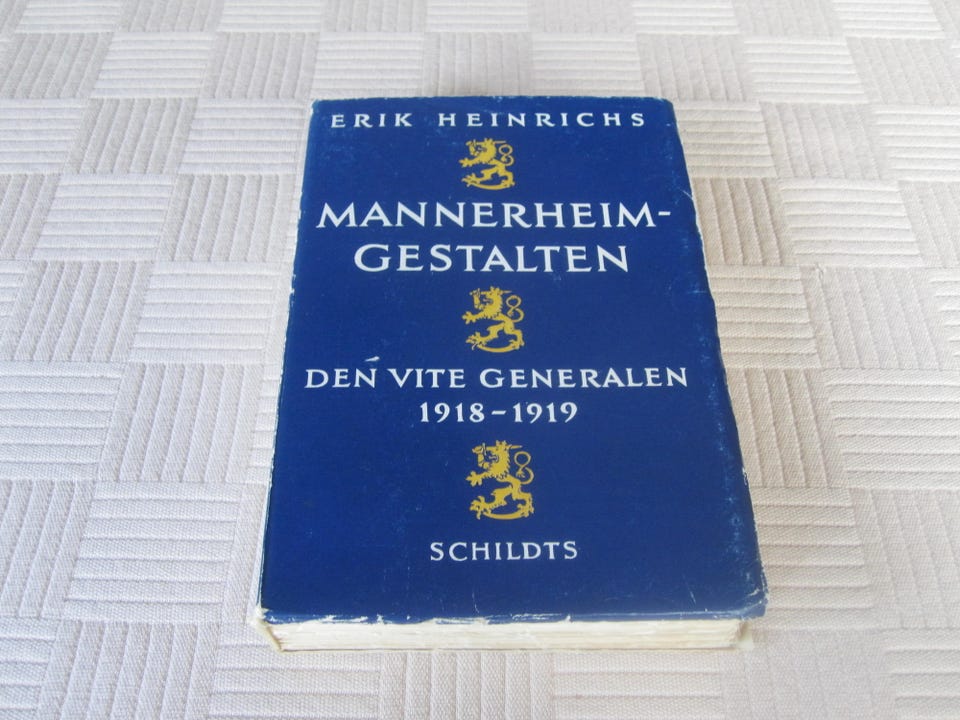 ERIK HEINRICHS
MANNERHEIM-
GESTALTEN
DEN VITE GENERALEN
1918 - 1919
SCHILDTS